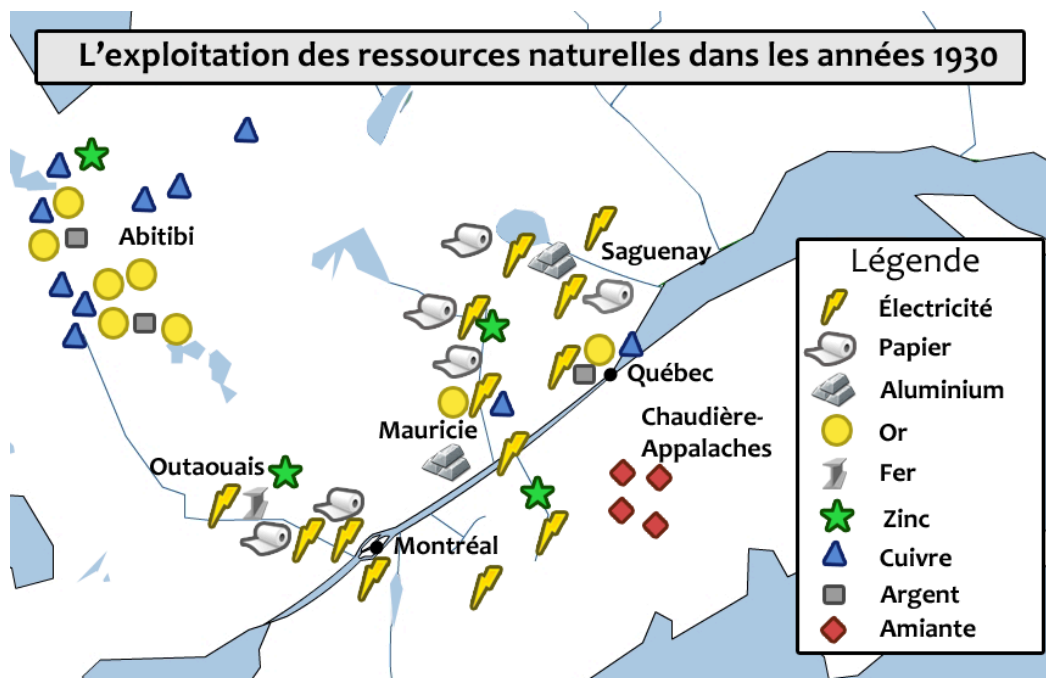 L'exploitation des ressources naturelles dans les années 1930
Abitibi
Saguenay
Québec
Mauricie
Chaudière-
Appalaches
Outaouais
Montréal
Légende
Électricité
Papier
Aluminium
Or
Fer
Zinc
Cuivre
Argent
Amiante